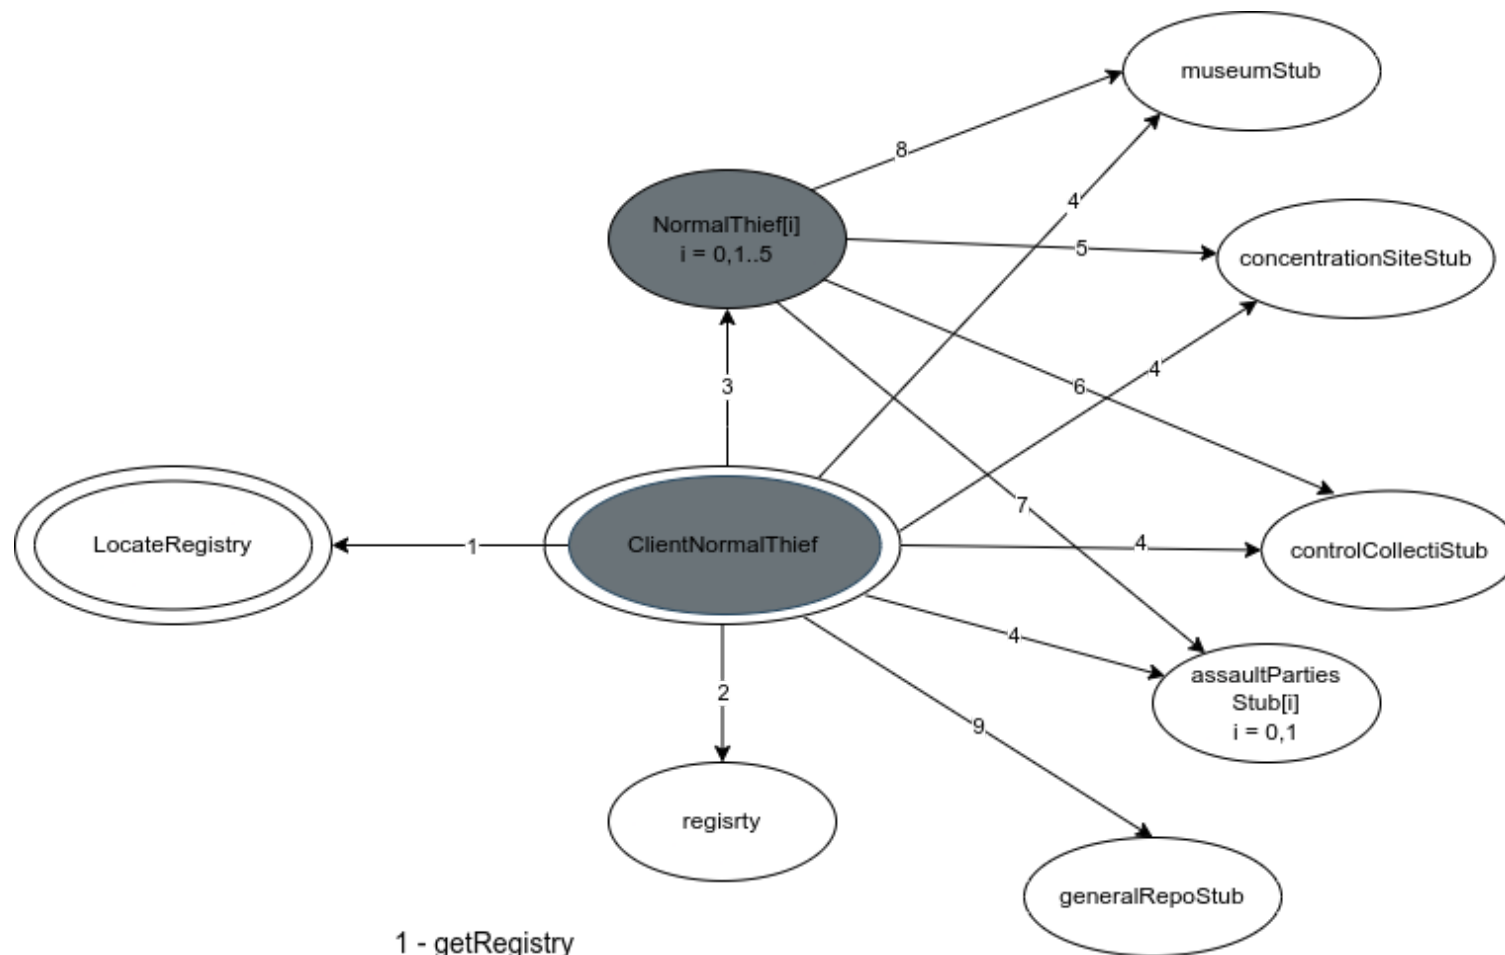 museumStub
8
4
NormalThief[i]
i = 0,1..5
5
concentrationSiteStub
4
6
3
7
LocateRegistry
1
ClientNormalThief
4
controlCollectiStub
4
assaultParties
Stub[i]
i = 0,1
2
9
regisrty
generalRepoStub
1 - getRegistry